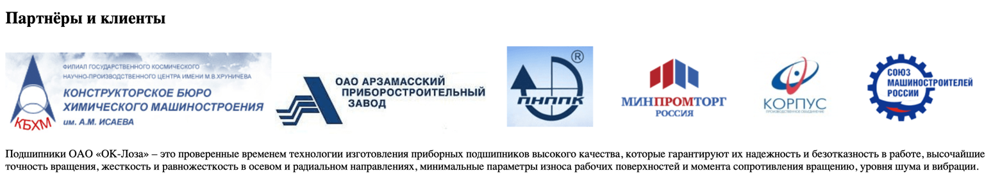 Партнёры и клиенты
ФИЛИАЛ ГОСУДАРСТВЕННОГО КОСМИЧЕСКОГО
НАУЧНО-ПРОИЗВОДСТВЕННОГО ЦЕНТРА ИМЕНИ М.В.ХРУНИЧЕВА
КОНСТРУКТОРСКОЕ БЮРО
ХИМИЧЕСКОГО МАШИНОСТРОЕНИЯ
им. А.М. ИСАЕВА
КБХМ
ОАО АРЗАМАССКИЙ
ПРИБОРОСТРОИТЕЛЬНЫЙ
ЗАВОД
®
ПНППК
МИНПРОМТОРГ
РОССИЯ
КОРПУС
ПРОИЗВОДСТВЕННОЕ ОБЪЕДИНЕНИЕ
СОЮЗ
МАШИНОСТРОИТЕЛЕЙ
РОССИИ
Подшипники ОАО «ОК-Лоза» – это проверенные временем технологии изготовления приборных подшипников высокого качества, которые гарантируют их надежность и безотказность в работе, высочайшие
точность вращения, жесткость и равножесткость в осевом и радиальном направлениях, минимальные параметры износа рабочих поверхностей и момента сопротивления вращению, уровня шума и вибрации.